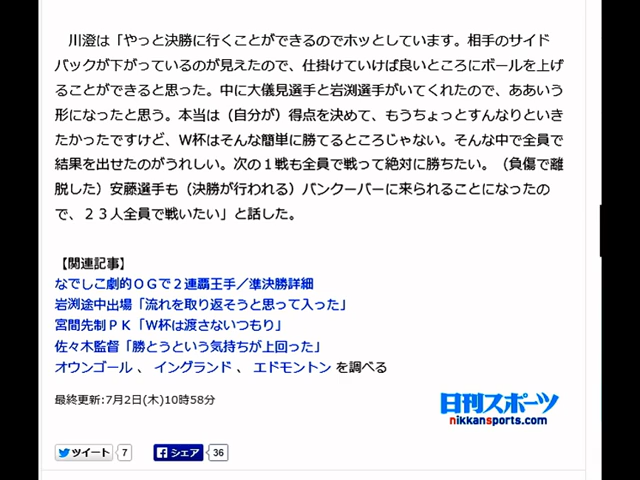 川澄は「やっと決勝に行くことができるのでホッとしています。相手のサイド
バックが下がっているのが見えたので、仕掛けていけば良いところにボールを上げ
ることができると思った。中に大儀見選手と岩渕選手がいてくれたので、ああいう
形になったと思う。本当は（自分が）得点を決めて、もうちょっとすんなりといき
たかったですけど、Ｗ杯はそんな簡単に勝てるところじゃない。そんな中で全員で
結果を出せたのがうれしい。次の１戦も全員で戦って絶対に勝ちたい。（負傷で離
脱した）安藤選手も（決勝が行われる）バンクーバーに来られることになったの
で、２３人全員で戦いたい」と話した。
【関連記事】
なでしこ劇的ＯＧで２連覇王手／準決勝詳細
岩渕途中出場「流れを取り返そうと思って入った」
宮間先制ＰＫ「Ｗ杯は渡さないつもり」
佐々木監督「勝とうという気持ちが上回った」
オウンゴール 、 イングランド 、 エドモントン を調べる
最終更新:7月2日(木)10時58分
日刊スポーツ
nikkansports.com
ツイート 7 シェア 36